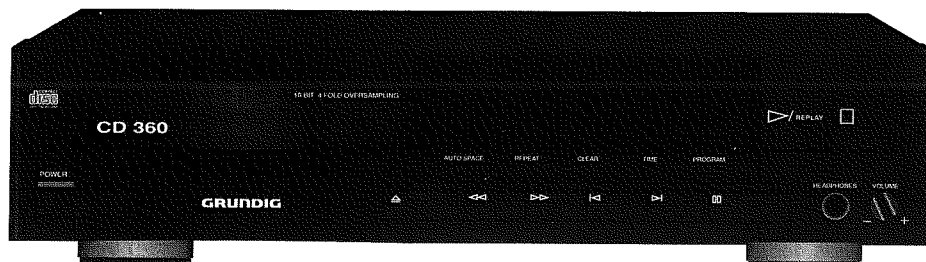 COMPACT
disc
16 BIT 4 FOLD OVERSAMPLING
CD 360
▷/ REPLAY
AUTO SPACE REPEAT CLEAR TIME PROGRAM
POWER
HEADPHONES VOLUME
GRUNDIG
- +